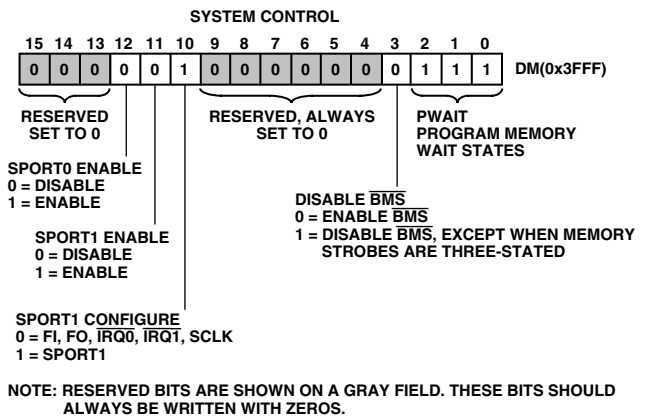 SYSTEM CONTROL
15 14 13 12 11 10 9 8 7 6 5 4 3 2 1 0
0 0 0 0 0 1 0 0 0 0 0 0 0 1 1 1 DM(0x3FFF)
RESERVED
SET TO 0
RESERVED, ALWAYS
SET TO 0
PWAIT
PROGRAM MEMORY
WAIT STATES
SPORT0 ENABLE
0 = DISABLE
1 = ENABLE
DISABLE BMS
0 = ENABLE BMS
1 = DISABLE BMS, EXCEPT WHEN MEMORY
STROBES ARE THREE-STATED
SPORT1 ENABLE
0 = DISABLE
1 = ENABLE
SPORT1 CONFIGURE
0 = FI, FO, IRQ0, IRQ1, SCLK
1 = SPORT1
NOTE: RESERVED BITS ARE SHOWN ON A GRAY FIELD. THESE BITS SHOULD
ALWAYS BE WRITTEN WITH ZEROS.